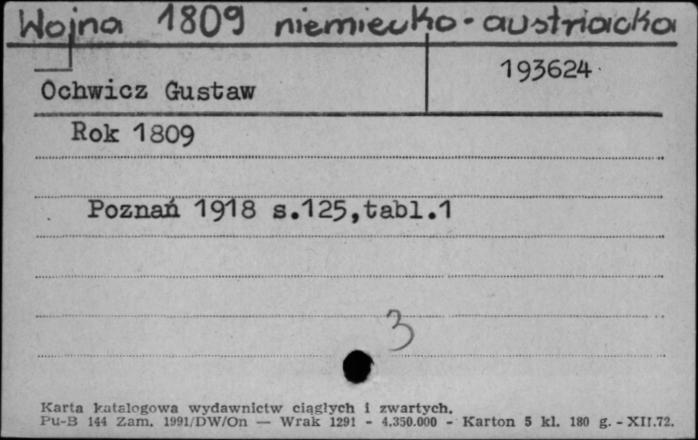 Wojna 1809 niemiecko-austriacka
193624
Ochwicz Gustaw
Rok 1809
Poznań 1918 s.125,tabl.1
3
Karta katalogowa wydawnictw ciągłych i zwartych.
Pu-B 144 Zam. 1991/DW/On — Wrak 1291 - 4.350.000 - Karton 5 kl. 180 g. - XII.72.